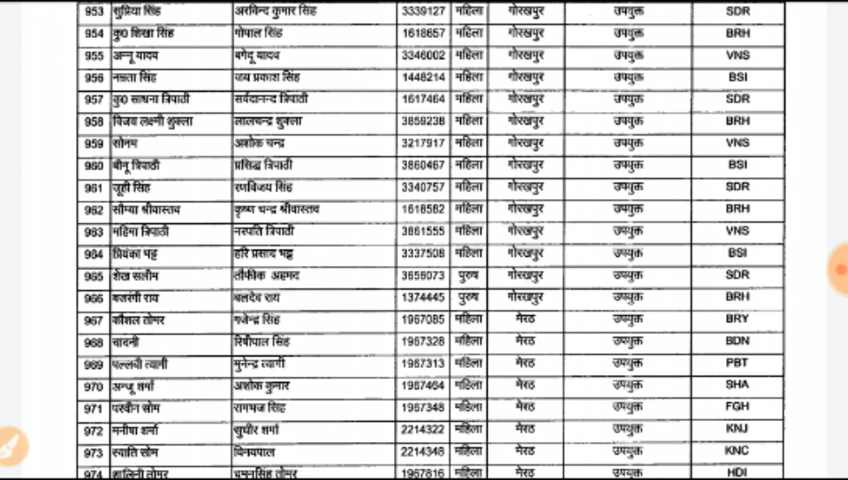 953 सुप्रिया सिंह अरविन्द कुमार सिंह 3339127 महिला गोरखपुर उपयुक्त SDR
954 कु0 शिखा सिंह गोपाल सिंह 1618657 महिला गोरखपुर उपयुक्त BRH
955 अन्नू यादव बगेदू यादव 3346002 महिला गोरखपुर उपयुक्त VNS
956 नम्रता सिंह जय प्रकाश सिंह 1448214 महिला गोरखपुर उपयुक्त BSI
957 कु0 साधना त्रिपाठी सर्वदानन्द त्रिपाठी 1617464 महिला गोरखपुर उपयुक्त SDR
958 विजय लक्ष्मी शुक्ला लालचन्द्र शुक्ला 3859238 महिला गोरखपुर उपयुक्त BRH
959 सोनम अशोक चन्द्र 3217917 महिला गोरखपुर उपयुक्त VNS
960 बीनू त्रिपाठी प्रसिद्ध त्रिपाठी 3860467 महिला गोरखपुर उपयुक्त BSI
961 जूही सिंह रणविजय सिंह 3340757 महिला गोरखपुर उपयुक्त SDR
962 सौम्या श्रीवास्तव कृष्ण चन्द्र श्रीवास्तव 1618582 महिला गोरखपुर उपयुक्त BRH
963 महिमा त्रिपाठी नरपति त्रिपाठी 3861555 महिला गोरखपुर उपयुक्त VNS
964 प्रियंका भट्ट हरि प्रसाद भट्ट 3337508 महिला गोरखपुर उपयुक्त BSI
965 शेख सलीम तौफीक अहमद 3656073 पुरुष गोरखपुर उपयुक्त SDR
966 बजरंगी राय बलदेव राय 1374445 पुरुष गोरखपुर उपयुक्त BRH
967 कौशल तोमर गजेन्द्र सिंह 1967085 महिला मेरठ उपयुक्त BRY
968 चांदनी रिषीपाल सिंह 1967328 महिला मेरठ उपयुक्त BDN
969 पल्लवी त्यागी मुनेन्द्र त्यागी 1967313 महिला मेरठ उपयुक्त PBT
970 अन्जू शर्मा अशोक कुमार 1967464 महिला मेरठ उपयुक्त SHA
971 परवीन सोम रामभज सिंह 1967348 महिला मेरठ उपयुक्त FGH
972 मनीषा शर्मा सुधीर शर्मा 2214322 महिला मेरठ उपयुक्त KNJ
973 स्वाति सोम विनयपाल 2214348 महिला मेरठ उपयुक्त KNC
974 शालिनी तोमर चमनसिंह तोमर 1967816 महिला मेरठ उपयुक्त HDI